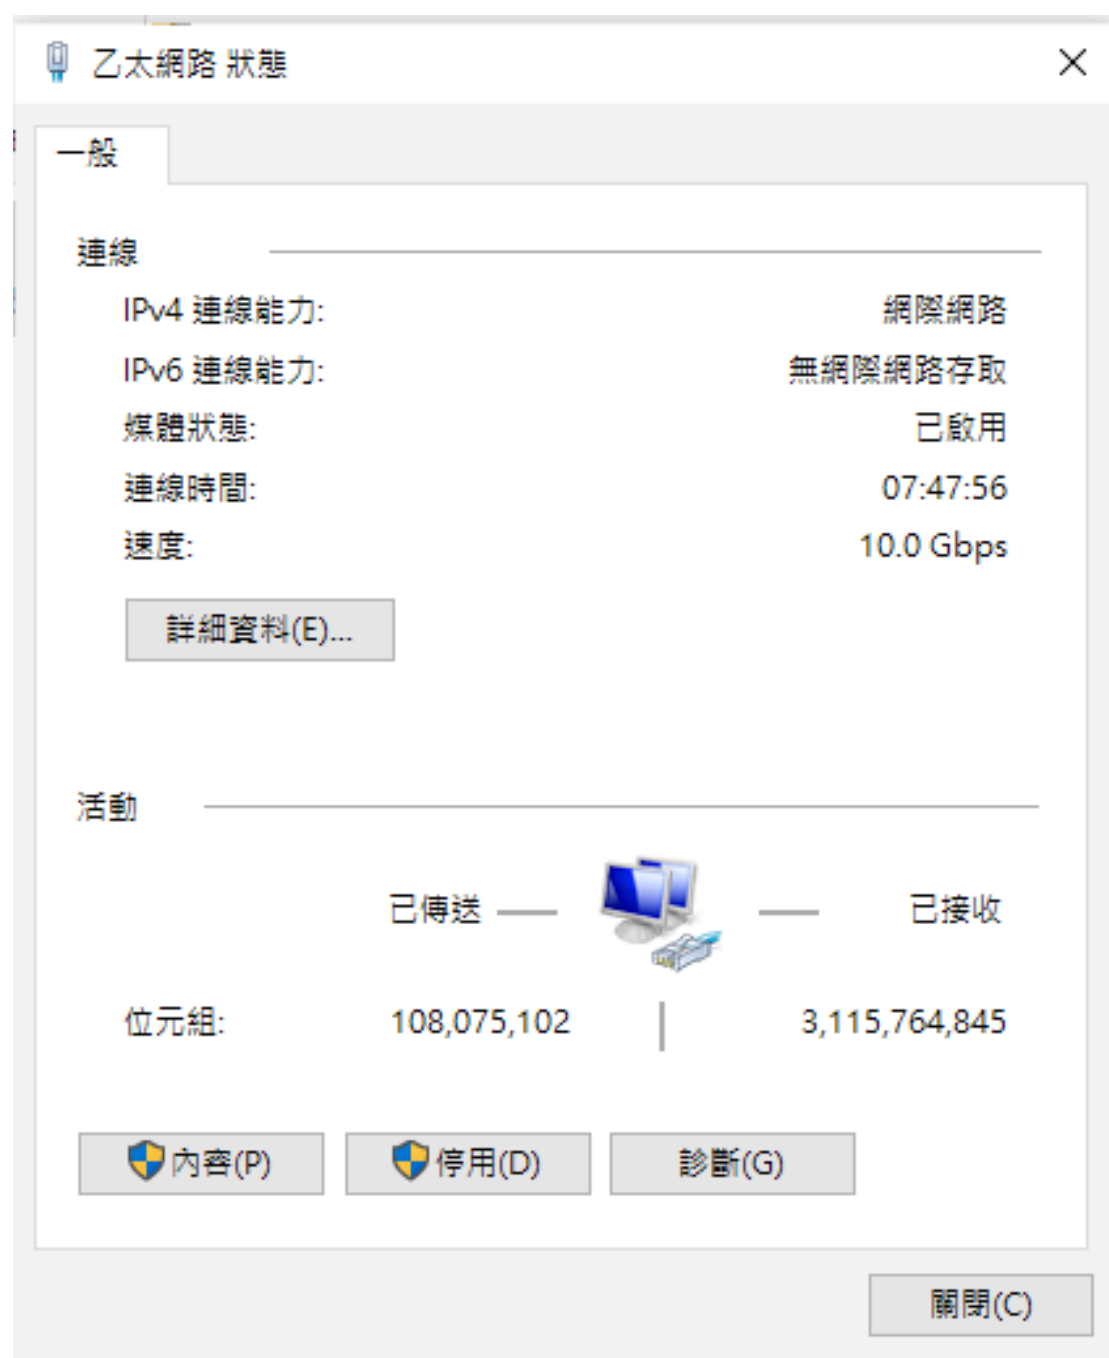 乙太網路 狀態
一般
連線
IPv4 連線能力: 網際網路
IPv6 連線能力: 無網際網路存取
媒體狀態: 已啟用
連線時間: 07:47:56
速度: 10.0 Gbps
詳細資料(E)...
活動
已傳送 已接收
位元組: 108,075,102 3,115,764,845
內容(P) 停用(D) 診斷(G)
關閉(C)